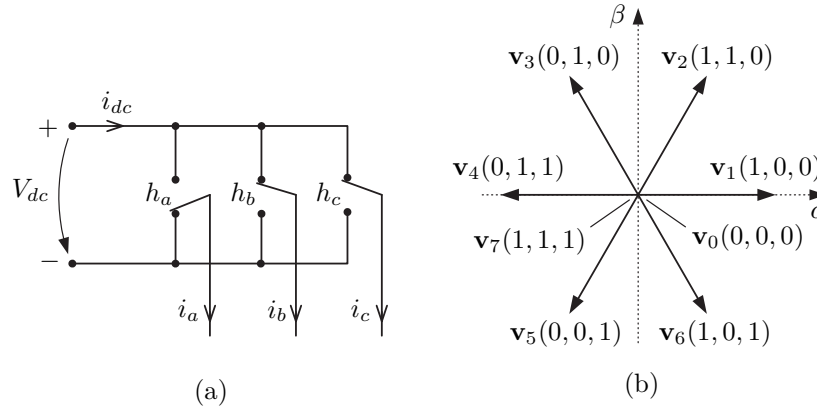 i_dc
+
V_dc
−
h_a
h_b
h_c
i_a
i_b
i_c
(a)
β
v_3(0, 1, 0)
v_2(1, 1, 0)
v_4(0, 1, 1)
v_1(1, 0, 0)
α
v_7(1, 1, 1)
v_0(0, 0, 0)
v_5(0, 0, 1)
v_6(1, 0, 1)
(b)